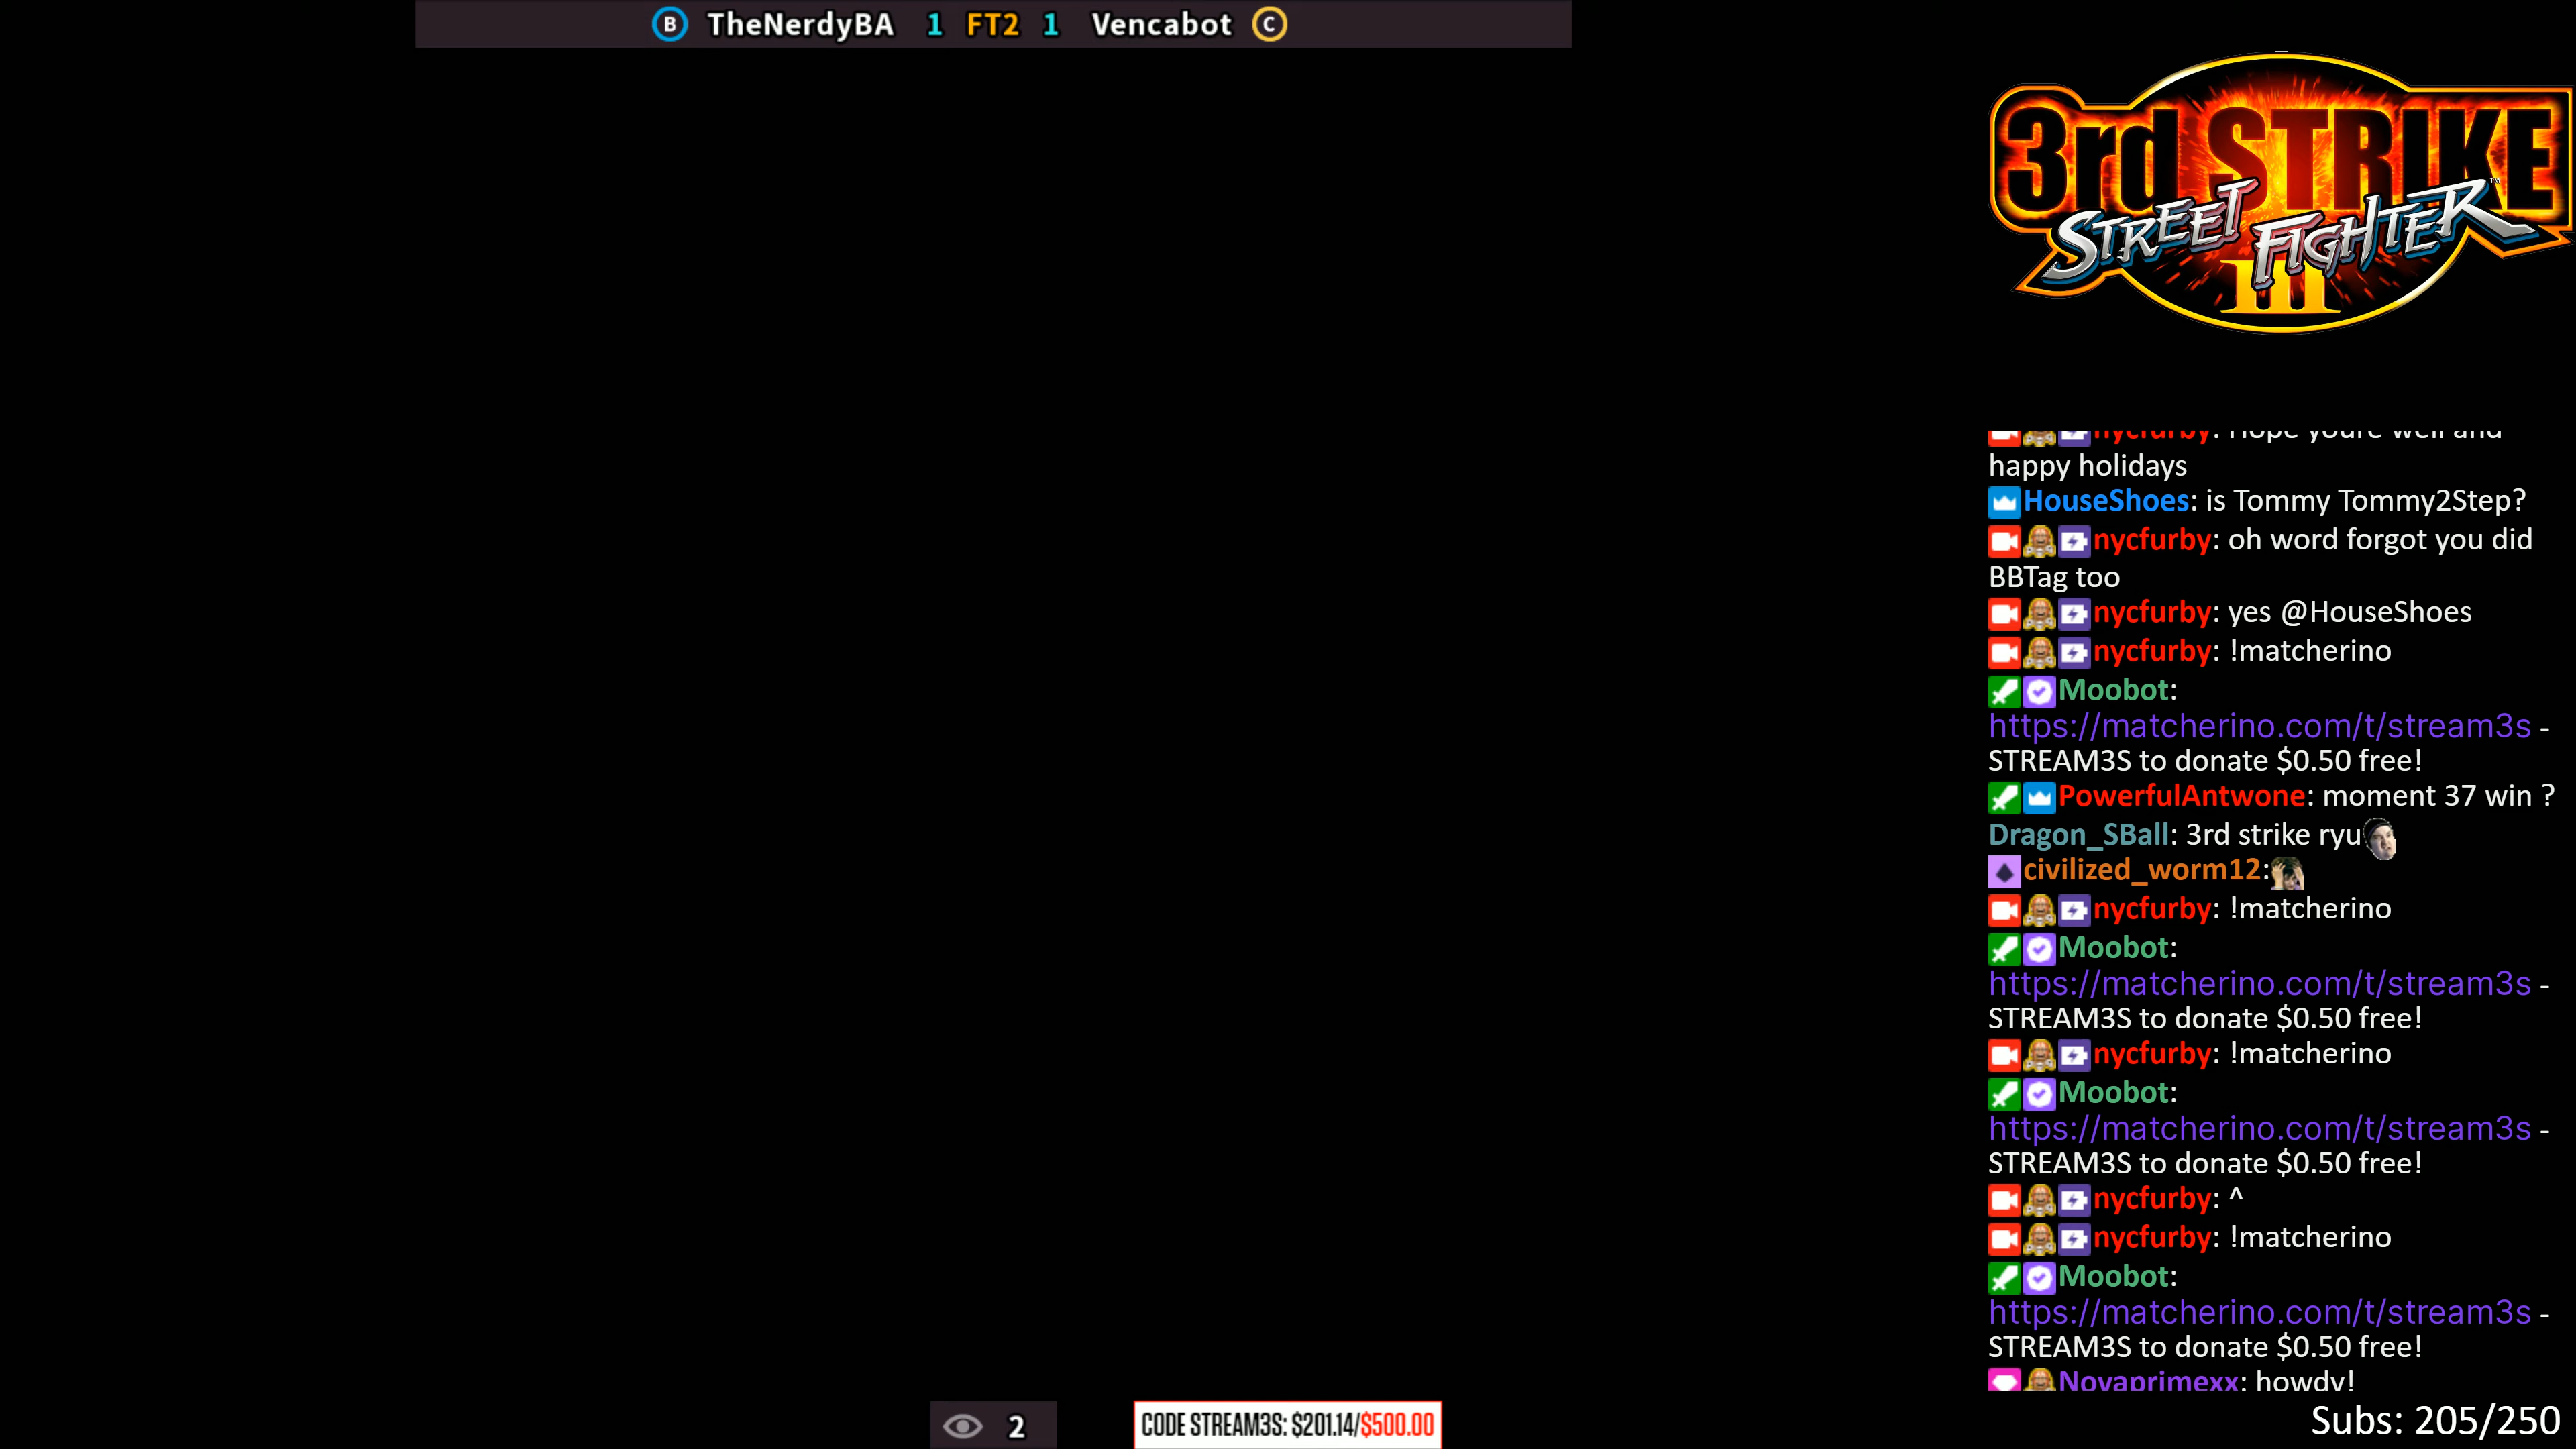 B TheNerdyBA 1 FT2 1 Vencabot C
3rd STRIKE
STREET FIGHTER
III
nycfurby: Hope youre well and
happy holidays
HouseShoes: is Tommy Tommy2Step?
nycfurby: oh word forgot you did
BBTag too
nycfurby: yes @HouseShoes
nycfurby: !matcherino
Moobot:
https://matcherino.com/t/stream3s -
STREAM3S to donate $0.50 free!
PowerfulAntwone: moment 37 win ?
Dragon_SBall: 3rd strike ryu
civilized_worm12:
nycfurby: !matcherino
Moobot:
https://matcherino.com/t/stream3s -
STREAM3S to donate $0.50 free!
nycfurby: !matcherino
Moobot:
https://matcherino.com/t/stream3s -
STREAM3S to donate $0.50 free!
nycfurby: ^
nycfurby: !matcherino
Moobot:
https://matcherino.com/t/stream3s -
STREAM3S to donate $0.50 free!
Novaprimexx: howdy!
2
CODE STREAM3S: $201.14/$500.00
Subs: 205/250